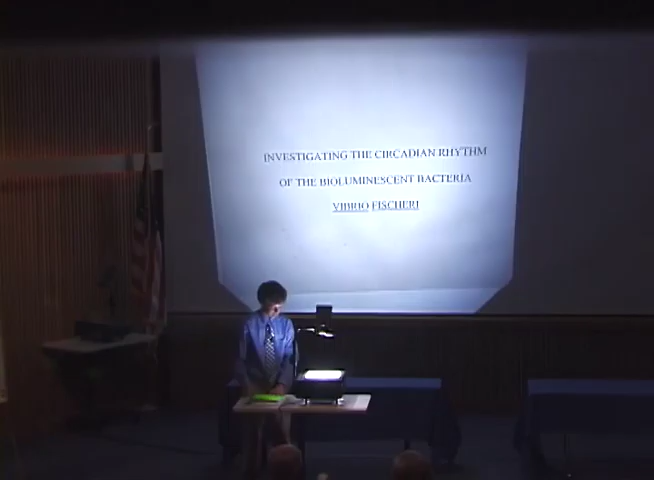 INVESTIGATING THE CIRCADIAN RHYTHM
OF THE BIOLUMINESCENT BACTERIA
VIBRIO FISCHERI